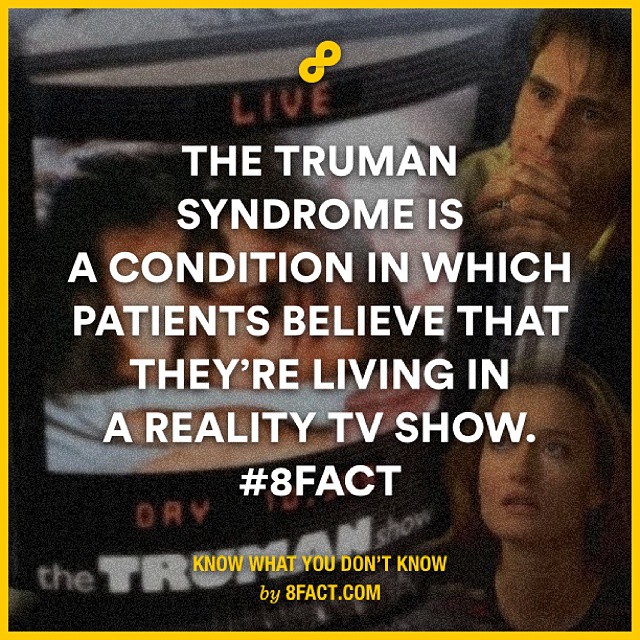 LIVE
THE TRUMAN
SYNDROME IS
A CONDITION IN WHICH
PATIENTS BELIEVE THAT
THEY'RE LIVING IN
A REALITY TV SHOW.
#8FACT
DAY
the TRUMAN show
KNOW WHAT YOU DON'T KNOW
by 8FACT.COM